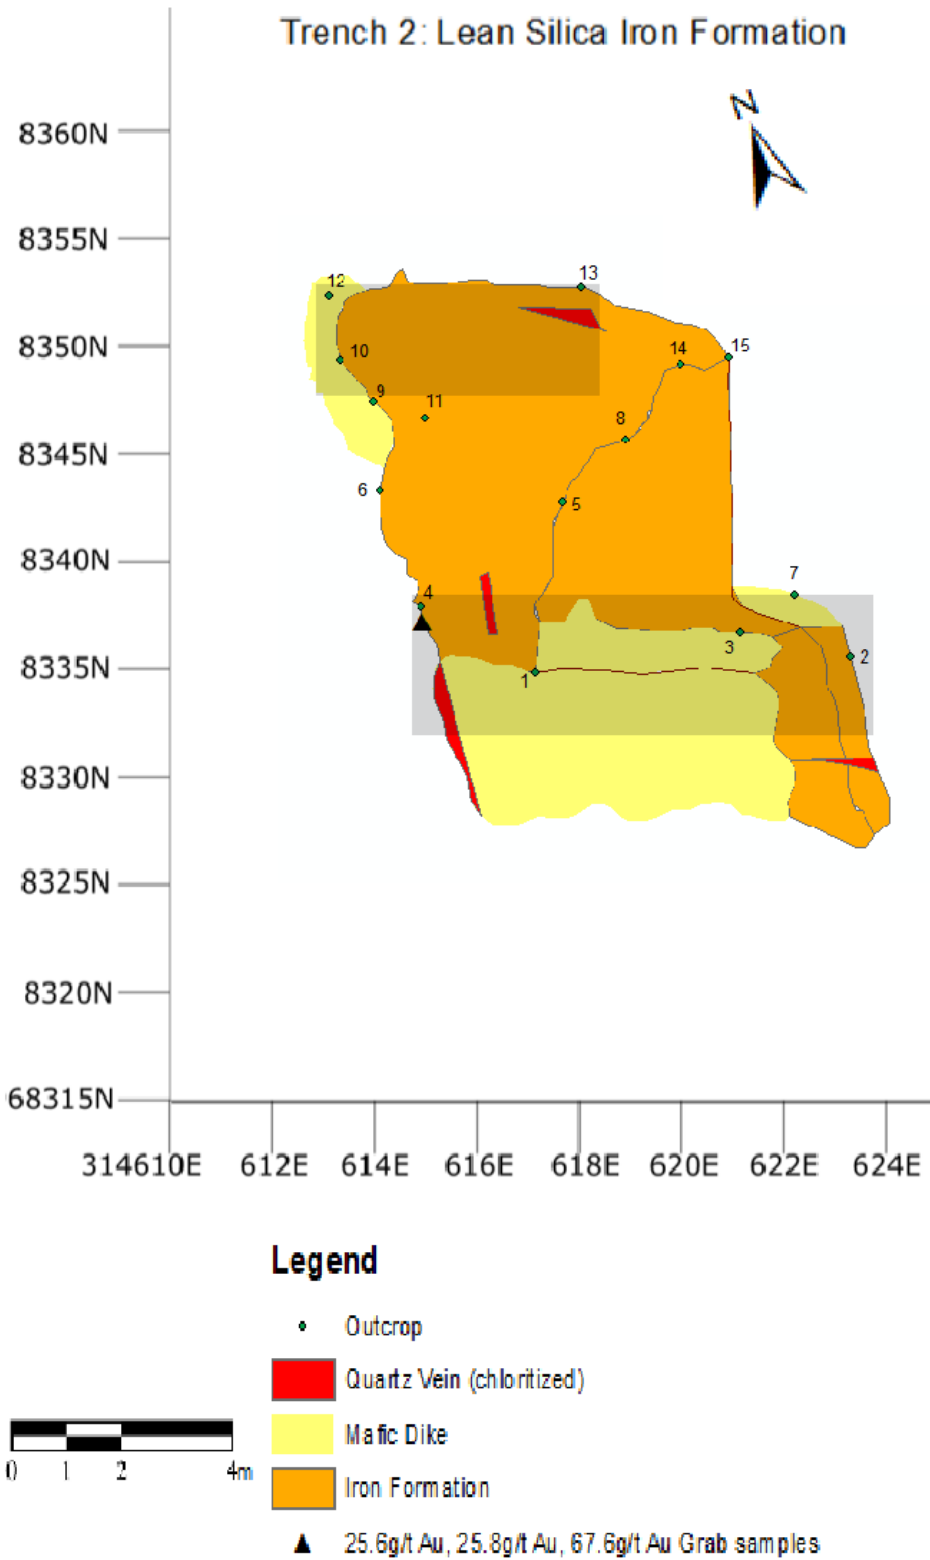 Trench 2: Lean Silica Iron Formation
N
8360N
8355N
8350N
8345N
8340N
8335N
8330N
8325N
8320N
68315N
12
13
10
14
15
9
11
8
6
5
7
4
3
2
1
314610E 612E 614E 616E 618E 620E 622E 624E
Legend
Outcrop
Quartz Vein (chloritized)
Mafic Dike
Iron Formation
25.6g/t Au, 25.8g/t Au, 67.6g/t Au Grab samples
0 1 2 4m